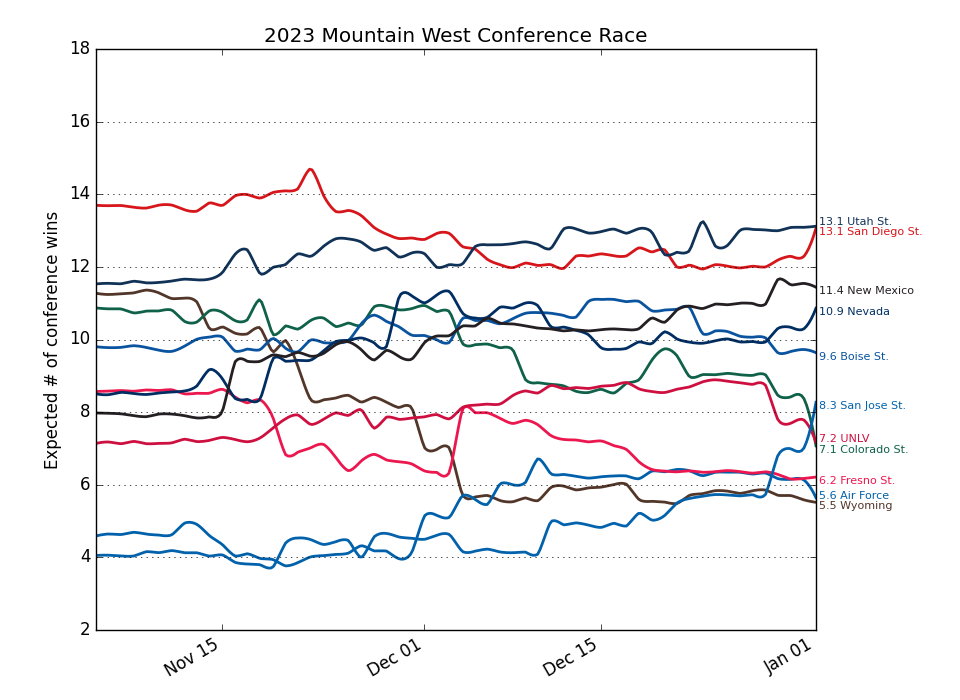 2023 Mountain West Conference Race
Expected # of conference wins
18
16
14
12
10
8
6
4
2
13.1 Utah St.
13.1 San Diego St.
11.4 New Mexico
10.9 Nevada
9.6 Boise St.
8.3 San Jose St.
7.2 UNLV
7.1 Colorado St.
6.2 Fresno St.
5.6 Air Force
5.5 Wyoming
Nov 15
Dec 01
Dec 15
Jan 01